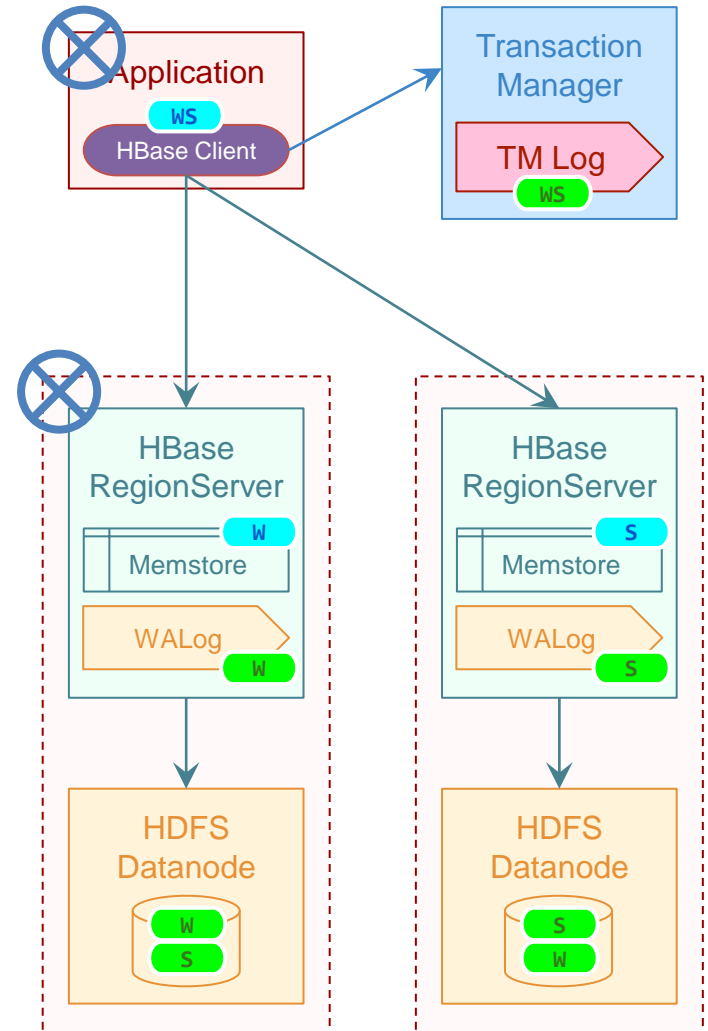 Application
WS
HBase Client
Transaction
Manager
TM Log
WS
HBase
RegionServer
W
Memstore
WALog
W
HBase
RegionServer
S
Memstore
WALog
S
HDFS
Datanode
W
S
HDFS
Datanode
S
W